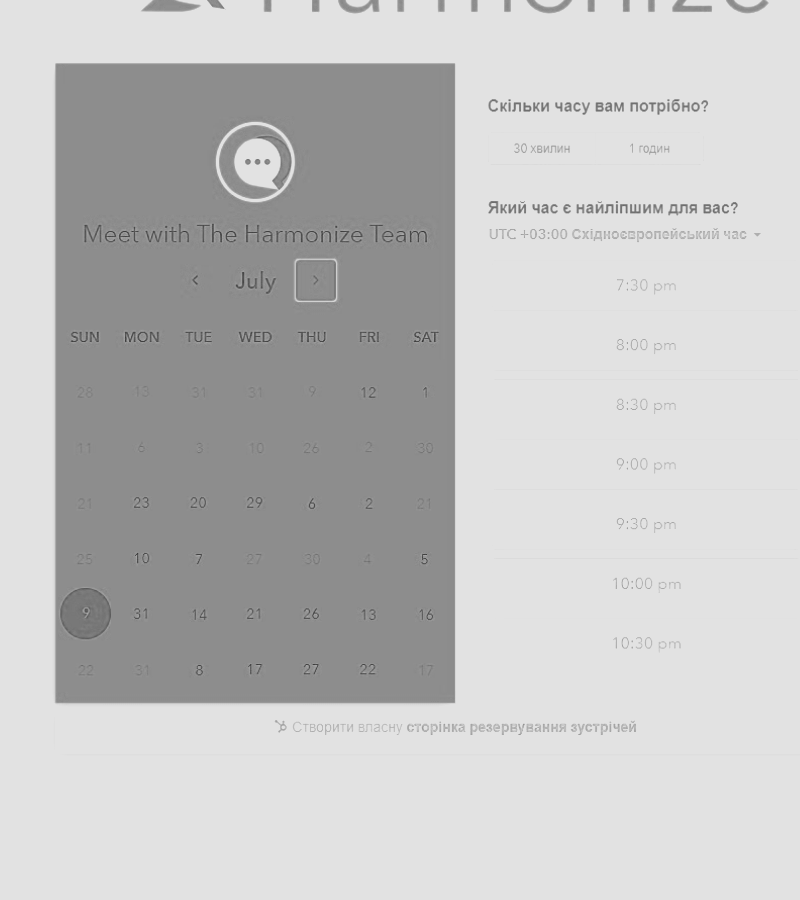 Harmonize
Meet with The Harmonize Team
July
SUN MON TUE WED THU FRI SAT
28 13 31 31 9 12 1
11 6 3 10 26 2 30
21 23 20 29 6 2 21
25 10 7 27 30 4 5
9 31 14 21 26 13 16
22 31 8 17 27 22 17
Скільки часу вам потрібно?
30 хвилин 1 годин
Який час є найліпшим для вас?
UTC +03:00 Східноєвропейський час
7:30 pm
8:00 pm
8:30 pm
9:00 pm
9:30 pm
10:00 pm
10:30 pm
Створити власну сторінка резервування зустрічей